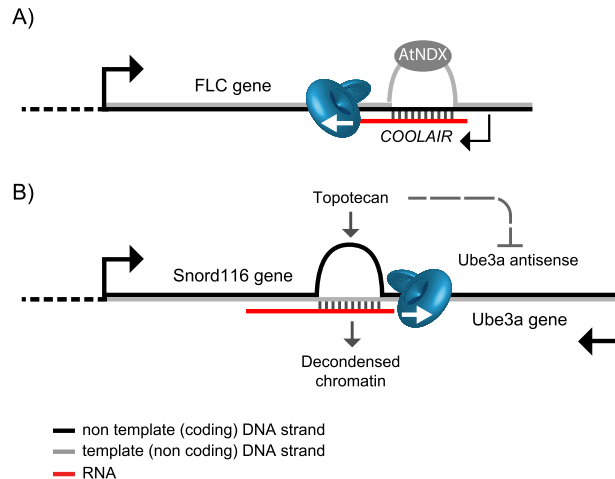 A)
AtNDX
FLC gene
COOLAIR
B)
Topotecan
Ube3a antisense
Snord116 gene
Ube3a gene
Decondensed
chromatin
non template (coding) DNA strand
template (non coding) DNA strand
RNA